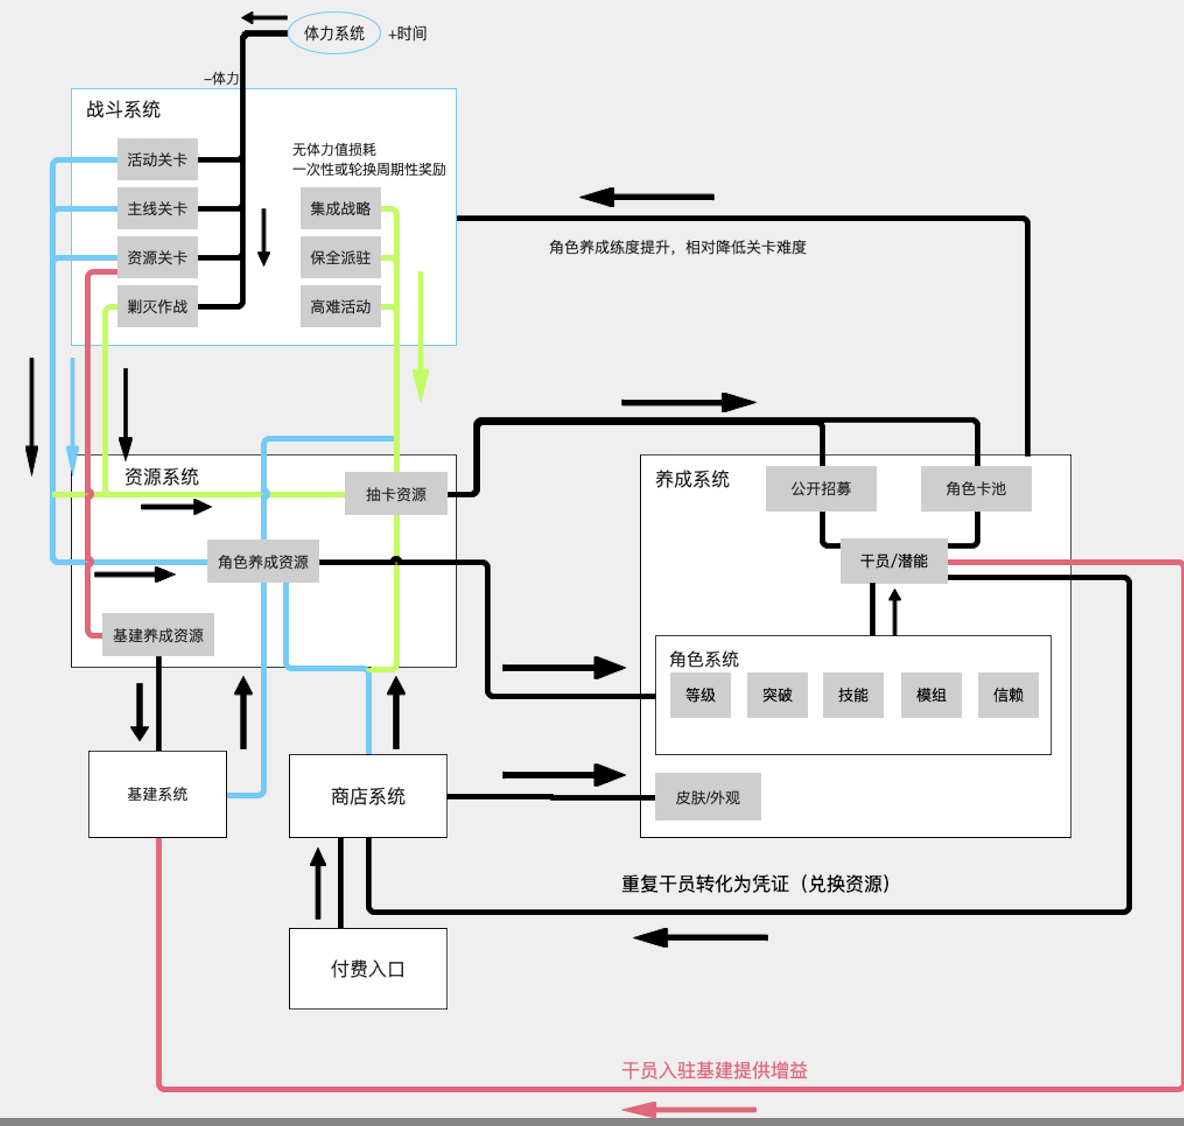 体力系统
+时间
–体力
战斗系统
活动关卡
主线关卡
资源关卡
剿灭作战
无体力值损耗
一次性或轮换周期性奖励
集成战略
保全派驻
高难活动
角色养成练度提升，相对降低关卡难度
资源系统
抽卡资源
角色养成资源
基建养成资源
养成系统
公开招募
角色卡池
干员/潜能
角色系统
等级
突破
技能
模组
信赖
皮肤/外观
基建系统
商店系统
付费入口
重复干员转化为凭证（兑换资源）
干员入驻基建提供增益